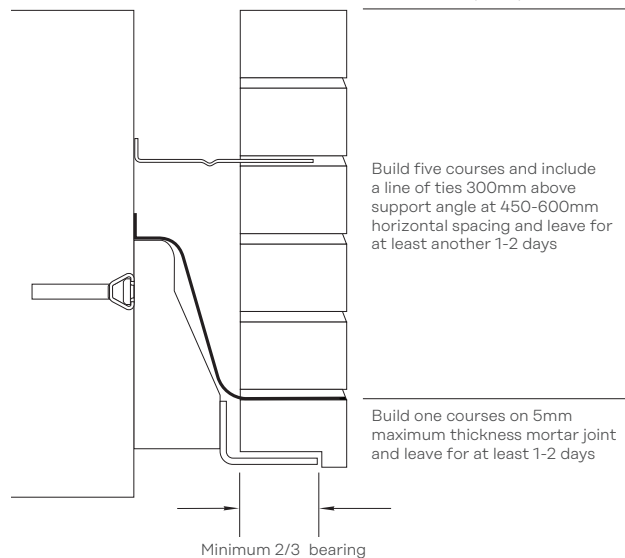 Build five courses and include
a line of ties 300mm above
support angle at 450-600mm
horizontal spacing and leave for
at least another 1-2 days
Build one courses on 5mm
maximum thickness mortar joint
and leave for at least 1-2 days
Minimum 2/3 bearing